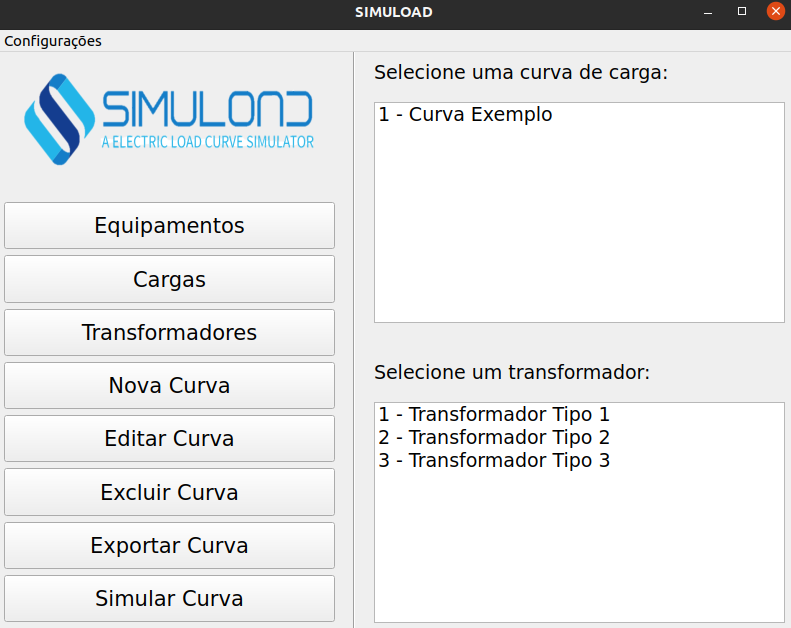 SIMULOAD
Configurações
SIMULOAD
A ELECTRIC LOAD CURVE SIMULATOR
Equipamentos
Cargas
Transformadores
Nova Curva
Editar Curva
Excluir Curva
Exportar Curva
Simular Curva
Selecione uma curva de carga:
1 - Curva Exemplo
Selecione um transformador:
1 - Transformador Tipo 1
2 - Transformador Tipo 2
3 - Transformador Tipo 3